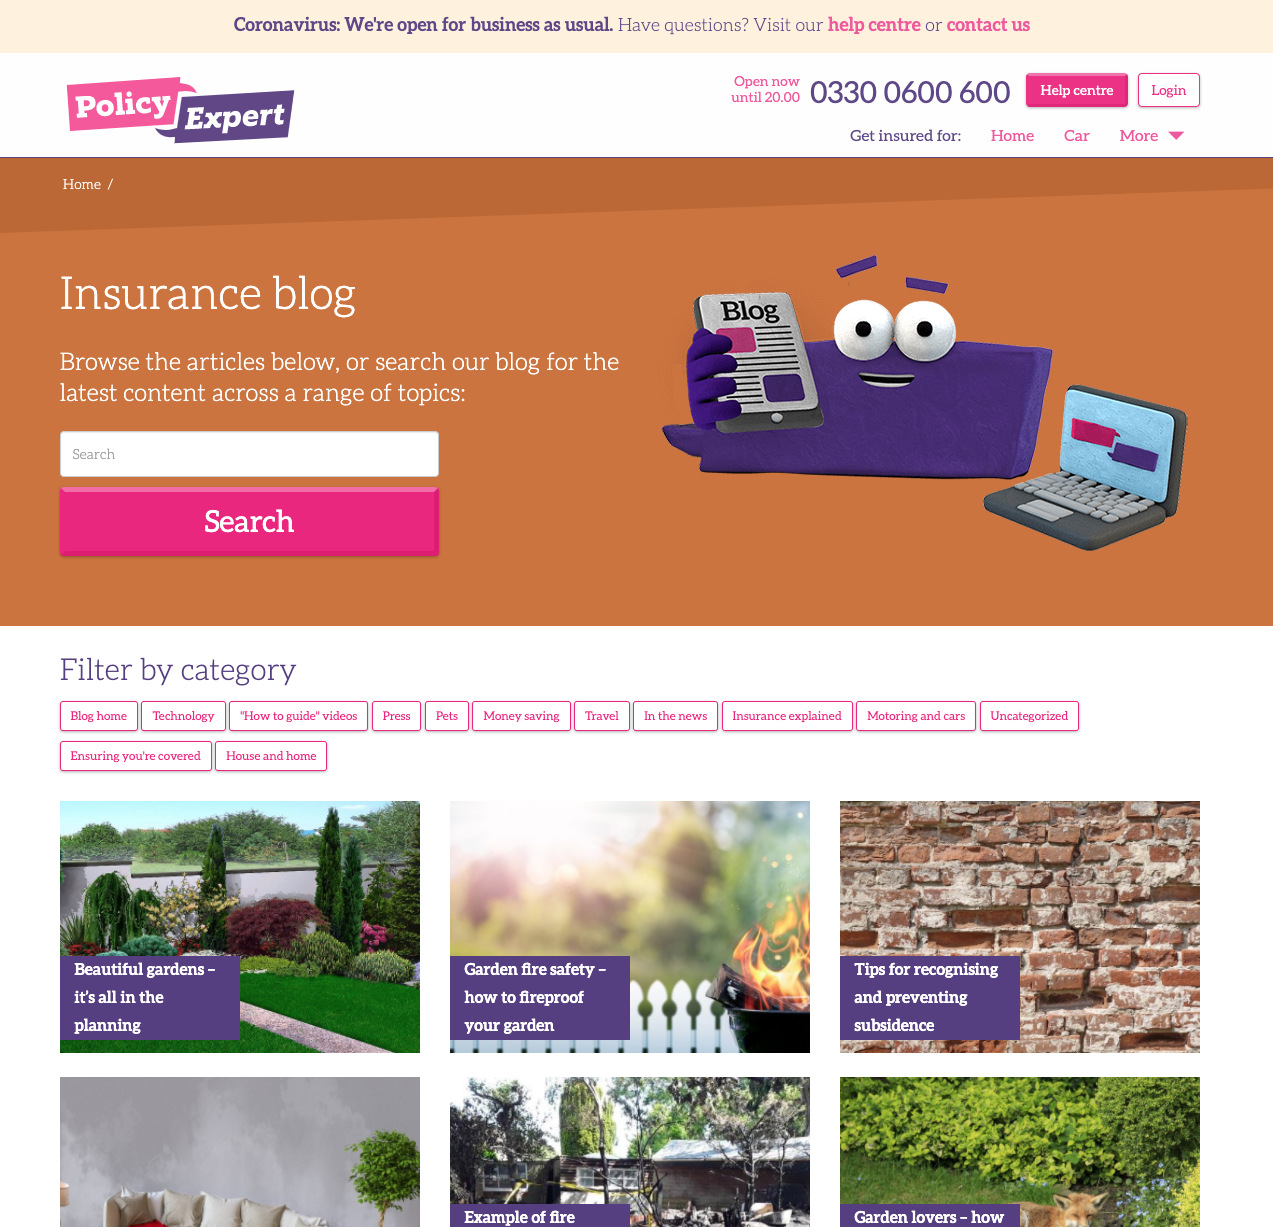 Coronavirus: We're open for business as usual. Have questions? Visit our help centre or contact us
Policy
Expert
Open now
until 20.00
0330 0600 600
Help centre
Login
Get insured for:
Home
Car
More
Home /
Insurance blog
Browse the articles below, or search our blog for the
latest content across a range of topics:
Search
Search
Blog
Filter by category
Blog home
Technology
"How to guide" videos
Press
Pets
Money saving
Travel
In the news
Insurance explained
Motoring and cars
Uncategorized
Ensuring you're covered
House and home
Beautiful gardens –
it's all in the
planning
Garden fire safety –
how to fireproof
your garden
Tips for recognising
and preventing
subsidence
Example of fire
Garden lovers – how